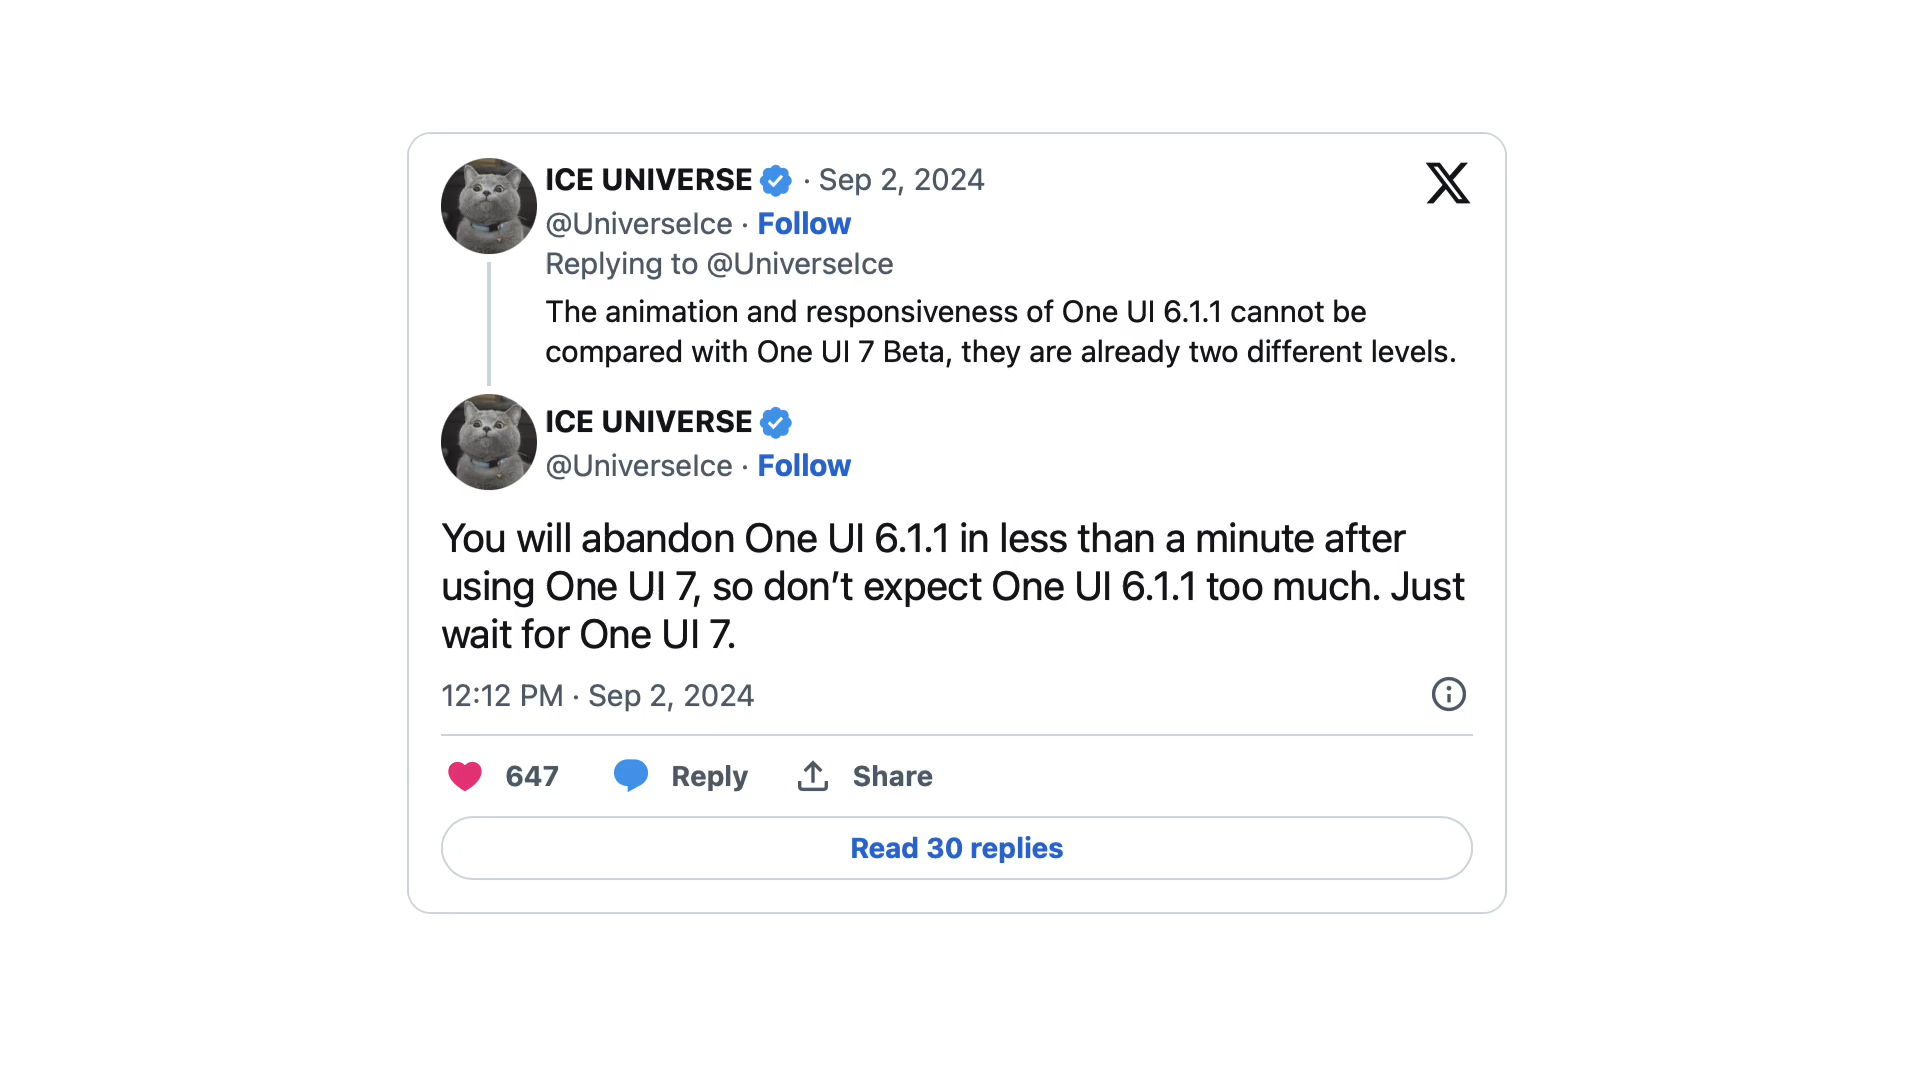 ICE UNIVERSE · Sep 2, 2024
@UniverseIce · Follow
Replying to @UniverseIce
The animation and responsiveness of One UI 6.1.1 cannot be
compared with One UI 7 Beta, they are already two different levels.
ICE UNIVERSE
@UniverseIce · Follow
You will abandon One UI 6.1.1 in less than a minute after
using One UI 7, so don’t expect One UI 6.1.1 too much. Just
wait for One UI 7.
12:12 PM · Sep 2, 2024
647 Reply Share
Read 30 replies